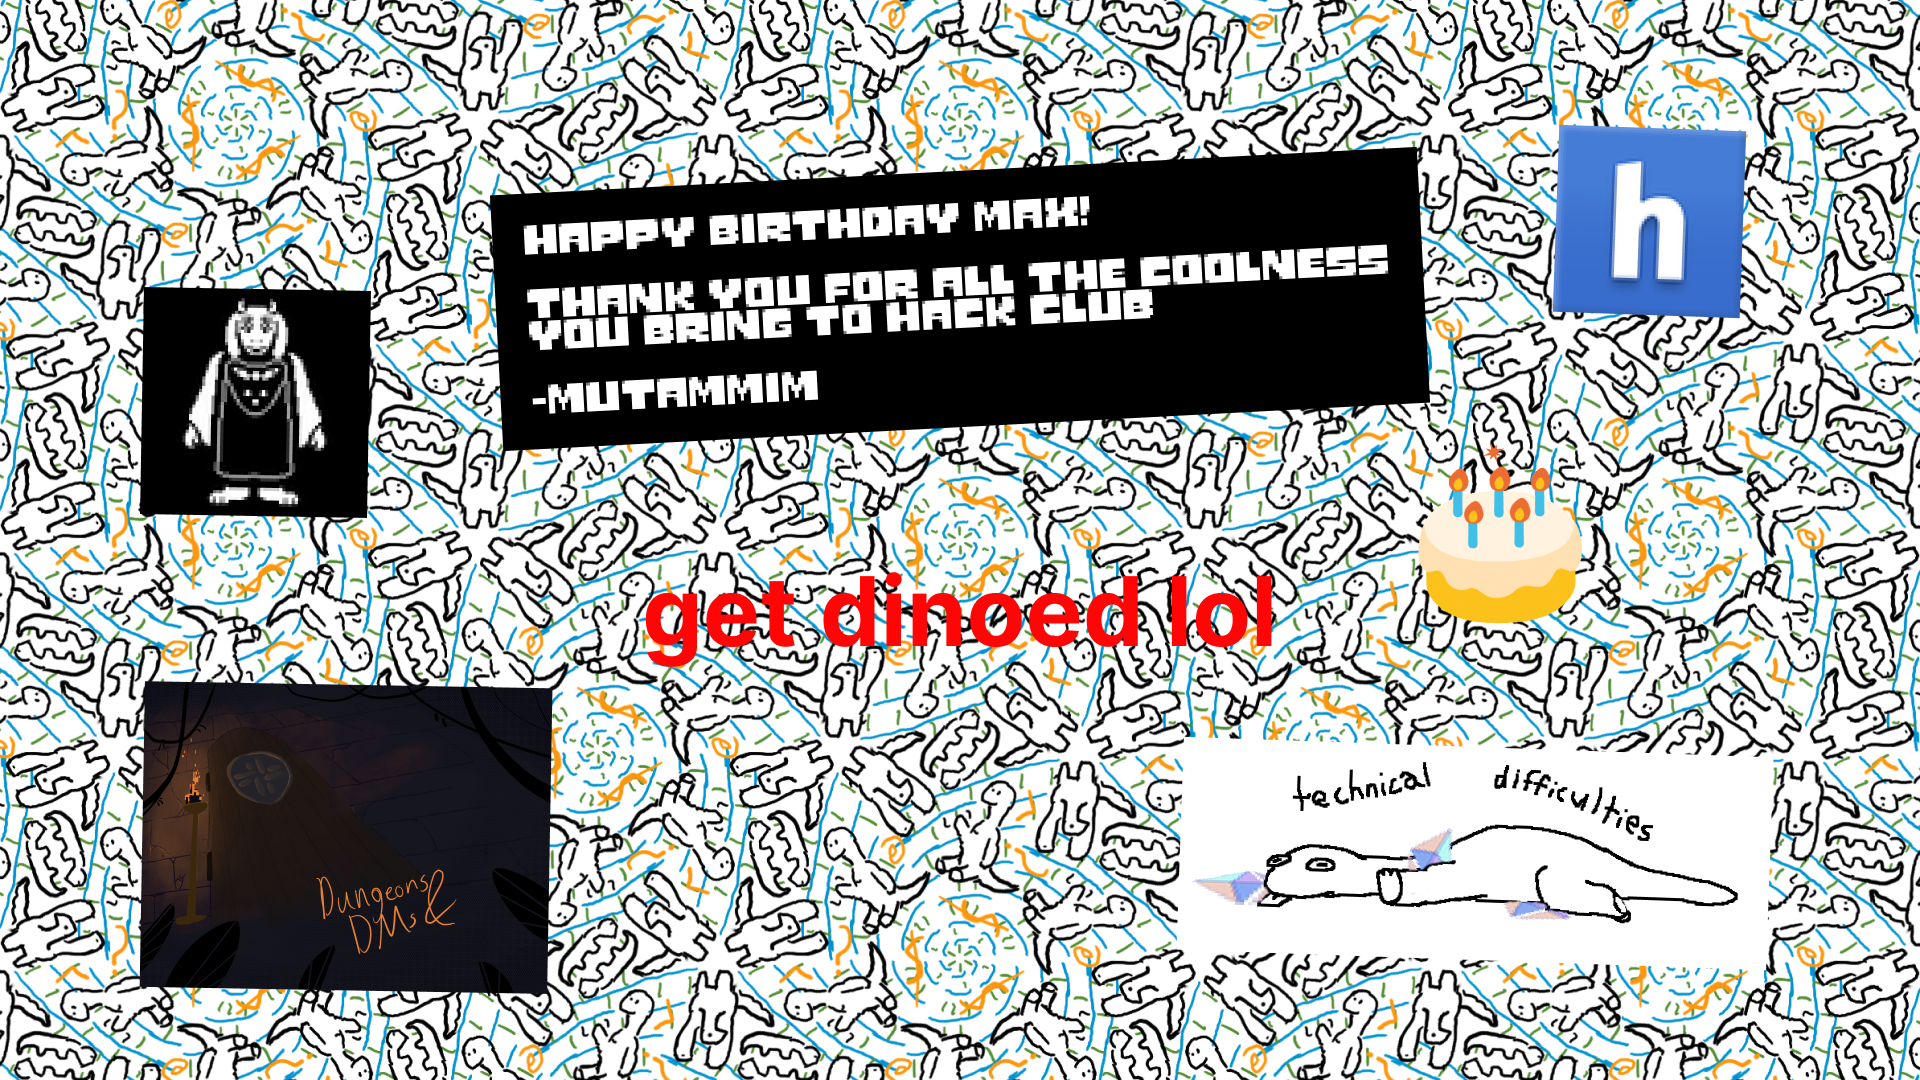 HAPPY BIRTHDAY MAX!
THANK YOU FOR ALL THE COOLNESS
YOU BRING TO HACK CLUB
-MUTAMMIM
h
get dinoed lol
Dungeons &
DMs
technical difficulties